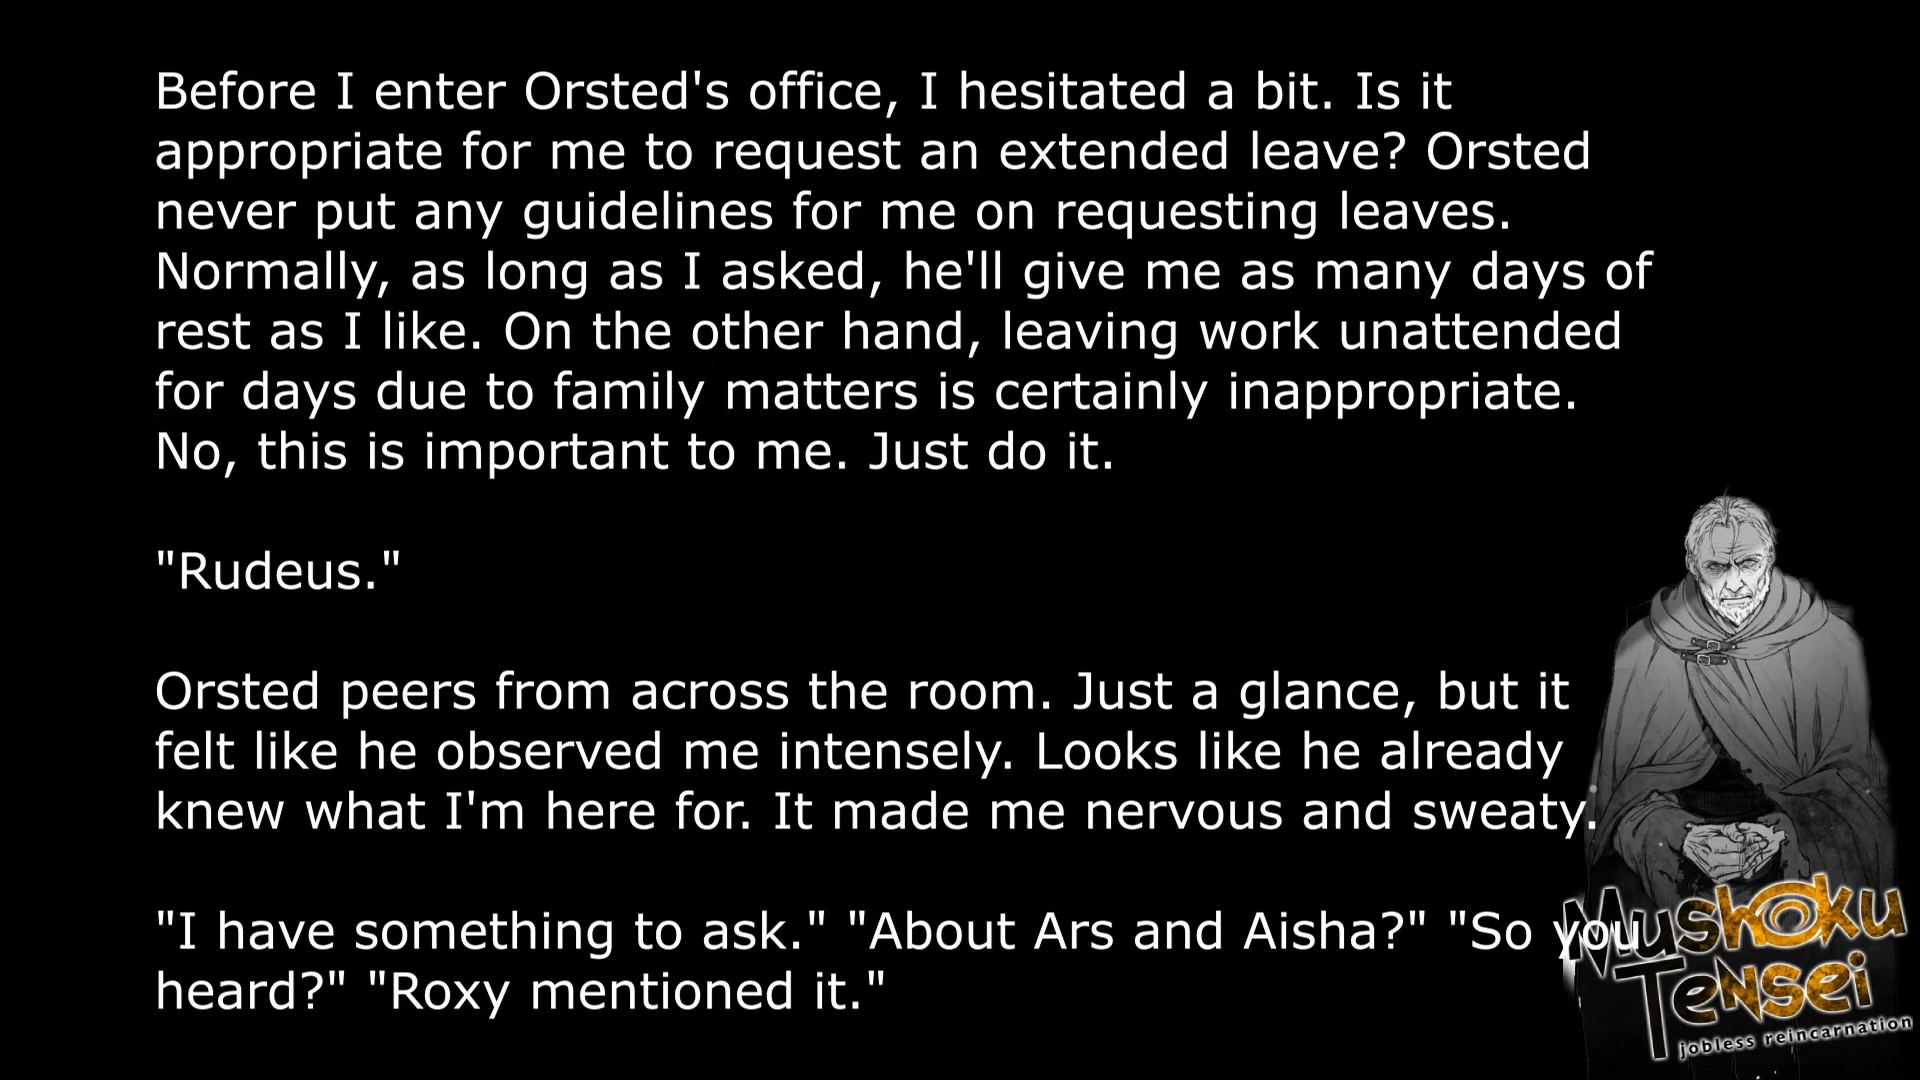 Before I enter Orsted's office, I hesitated a bit. Is it
appropriate for me to request an extended leave? Orsted
never put any guidelines for me on requesting leaves.
Normally, as long as I asked, he'll give me as many days of
rest as I like. On the other hand, leaving work unattended
for days due to family matters is certainly inappropriate.
No, this is important to me. Just do it.
"Rudeus."
Orsted peers from across the room. Just a glance, but it
felt like he observed me intensely. Looks like he already
knew what I'm here for. It made me nervous and sweaty.
"I have something to ask." "About Ars and Aisha?" "So you
heard?" "Roxy mentioned it."
Mushoku
Tensei
jobless reincarnation